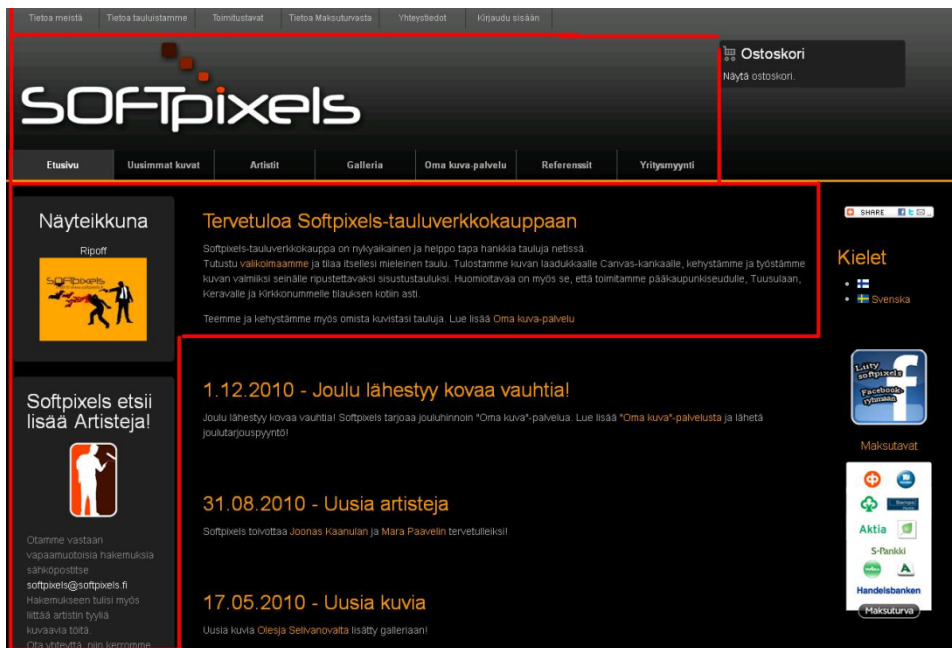 Tietoa meistä
Tietoa tauluistamme
Toimitustavat
Tietoa Maksuturvasta
Yhteystiedot
Kirjaudu sisään
Ostoskori
Näytä ostoskori.
SOFTpixels
Etusivu
Uusimmat kuvat
Artistit
Galleria
Oma kuva-palvelu
Referenssit
Yritysmyynti
Näyteikkuna
Ripoff
SOFTpixels
Softpixels etsii
lisää Artisteja!
Otamme vastaan
vapaamuotoisia hakemuksia
sähköpostitse
softpixels@softpixels.fi
Hakemukseen tulisi myös
liittää artistin tyyliä
kuvaavia töitä.
Ota yhteyttä, niin kerromme
Tervetuloa Softpixels-tauluverkkokauppaan
Softpixels-tauluverkkokauppa on nykyaikainen ja helppo tapa hankkia tauluja netissä.
Tutustu valikoimaamme ja tilaa itsellesi mieleinen taulu. Tulostamme kuvan laadukkaalle Canvas-kankaalle, kehystämme ja työstämme
kuvan valmiiksi seinälle ripustettavaksi sisustustauluksi. Huomioitavaa on myös se, että toimitamme pääkaupunkiseudulle, Tuusulaan,
Keravalle ja Kirkkonummelle tilauksen kotiin asti.
Teemme ja kehystämme myös omista kuvistasi tauluja. Lue lisää Oma kuva-palvelu
1.12.2010 - Joulu lähestyy kovaa vauhtia!
Joulu lähestyy kovaa vauhtia! Softpixels tarjoaa jouluhinnoin "Oma kuva"-palvelua. Lue lisää "Oma kuva"-palvelusta ja lähetä
joulutarjouspyyntö!
31.08.2010 - Uusia artisteja
Softpixels toivottaa Joonas Kaanulan ja Mara Paavelin tervetulleiksi!
17.05.2010 - Uusia kuvia
Uusia kuvia Olesja Selivanovalta lisätty galleriaan!
SHARE
Kielet
Svenska
Liity
softpixels
Facebook-
ryhmään
Maksutavat
Aktia
S-Pankki
Handelsbanken
Maksuturva